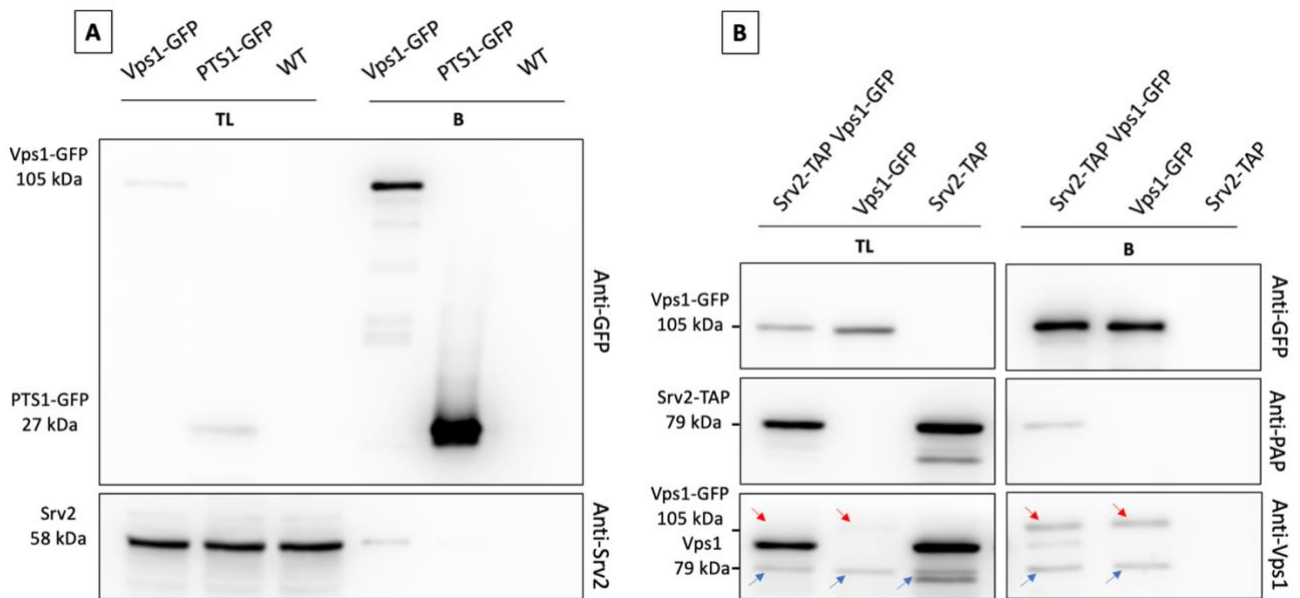 A
Vps1-GFP
PTS1-GFP
WT
Vps1-GFP
PTS1-GFP
WT
TL
B
Vps1-GFP
105 kDa
PTS1-GFP
27 kDa
Anti-GFP
Srv2
58 kDa
Anti-Srv2
B
Srv2-TAP Vps1-GFP
Vps1-GFP
Srv2-TAP
Srv2-TAP Vps1-GFP
Vps1-GFP
Srv2-TAP
TL
B
Vps1-GFP
105 kDa
Anti-GFP
Srv2-TAP
79 kDa
Anti-PAP
Vps1-GFP
105 kDa
Vps1
79 kDa
Anti-Vps1